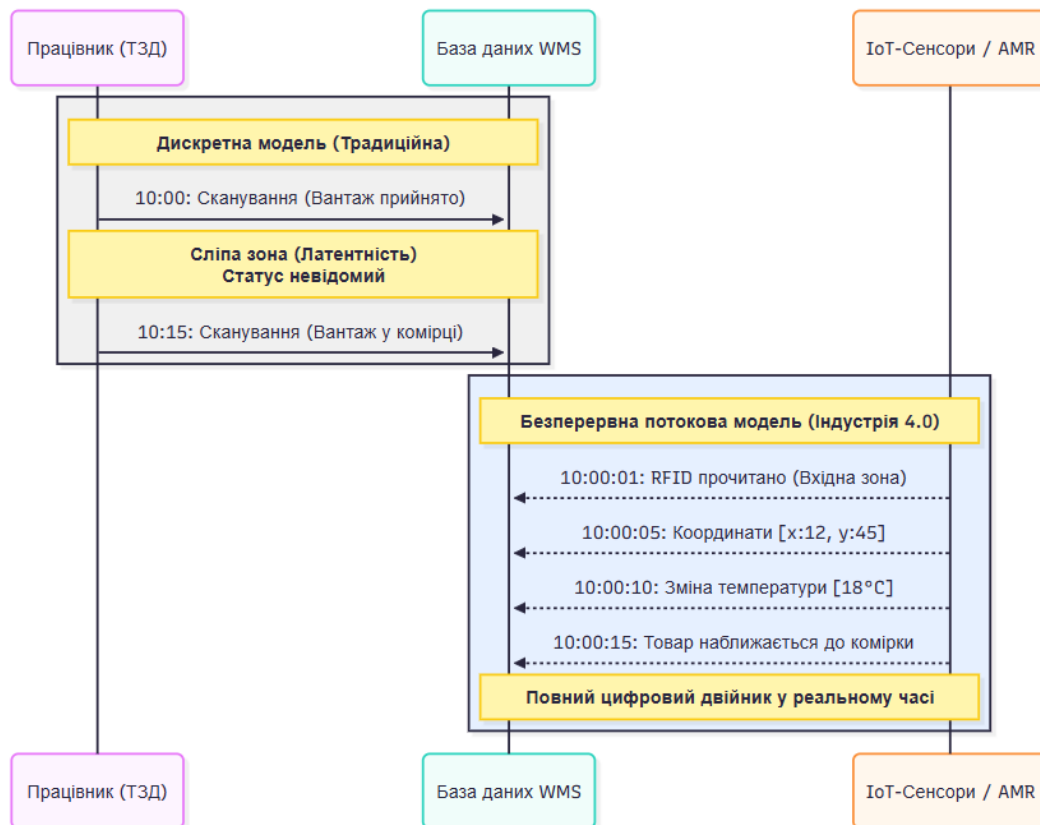 Працівник (ТЗД)
База даних WMS
IoT-Сенсори / AMR
Дискретна модель (Традиційна)
10:00: Сканування (Вантаж прийнято)
Сліпа зона (Латентність)
Статус невідомий
10:15: Сканування (Вантаж у комірці)
Безперервна потокова модель (Індустрія 4.0)
10:00:01: RFID прочитано (Вхідна зона)
10:00:05: Координати [x:12, y:45]
10:00:10: Зміна температури [18°C]
10:00:15: Товар наближається до комірки
Повний цифровий двійник у реальному часі
Працівник (ТЗД)
База даних WMS
IoT-Сенсори / AMR